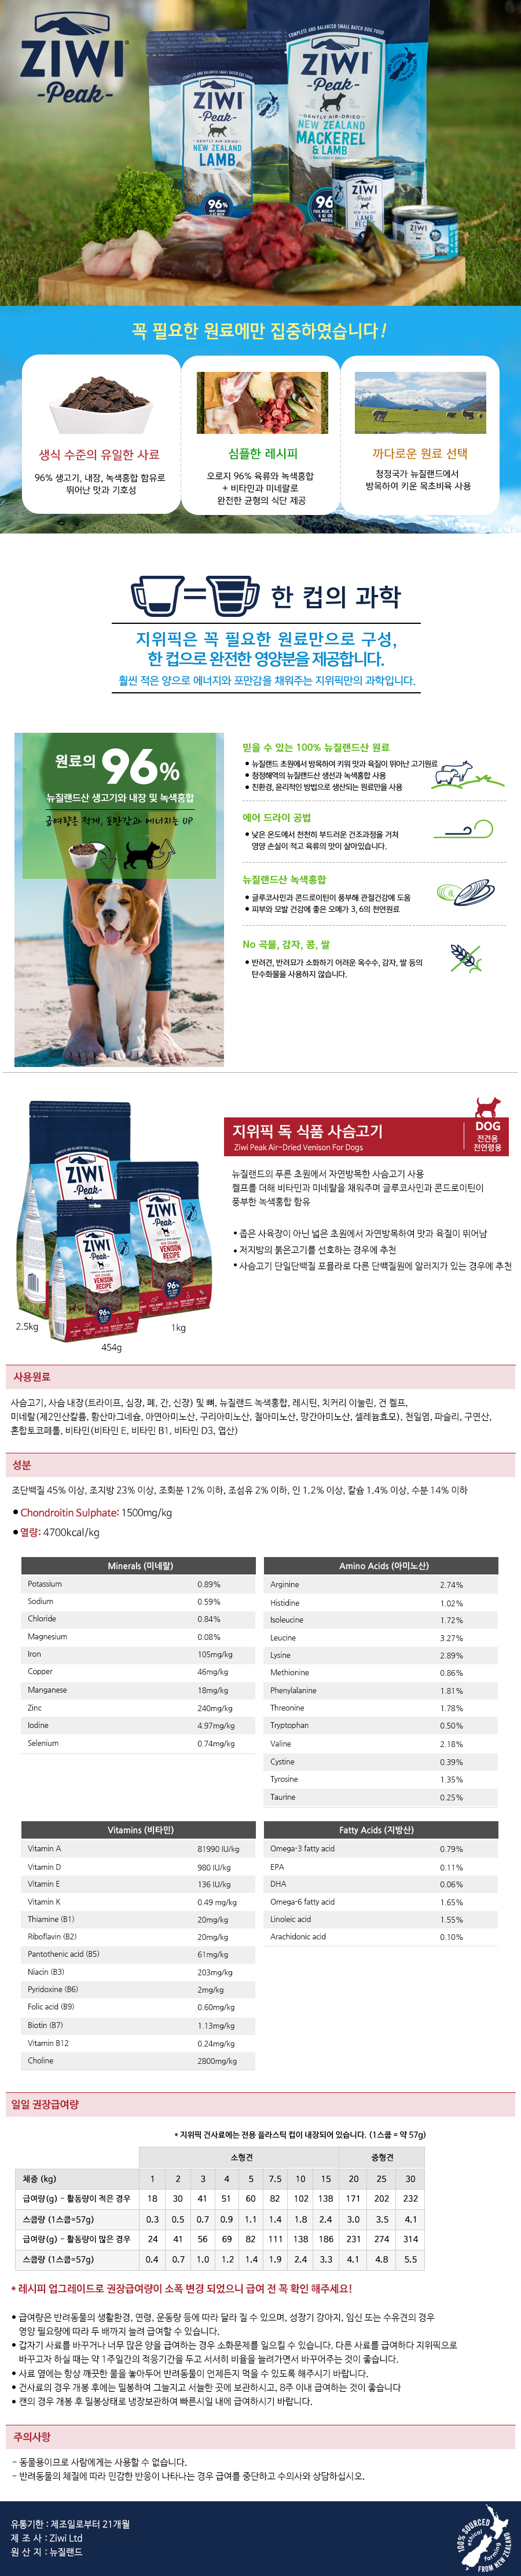 ZIWI
Peak
COMPLETE AND BALANCED SMALL BATCH DOG FOOD
ZIWI
Peak
GENTLY AIR-DRIED
NEW ZEALAND
LAMB
96%
COMPLETE AND BALANCED SMALL BATCH DOG FOOD
ZIWI
Peak
GENTLY AIR-DRIED
NEW ZEALAND
MACKEREL
& LAMB
96%
ZIWI
Peak
LAMB
ZIWI
꼭 필요한 원료에만 집중하였습니다!
생식 수준의 유일한 사료
96% 생고기, 내장, 녹색홍합 함유로
뛰어난 맛과 기호성
심플한 레시피
오로지 96% 육류와 녹색홍합
+ 비타민과 미네랄로
완전한 균형의 식단 제공
까다로운 원료 선택
청정국가 뉴질랜드에서
방목하여 키운 목초비육 사용
한 컵의 과학
지위픽은 꼭 필요한 원료만으로 구성,
한 컵으로 완전한 영양분을 제공합니다.
훨씬 적은 양으로 에너지와 포만감을 채워주는 지위픽만의 과학입니다.
원료의 96%
뉴질랜드산 생고기와 내장 및 녹색홍합
급여량은 적게, 포만감과 에너지는 UP
믿을 수 있는 100% 뉴질랜드산 원료
• 뉴질랜드 초원에서 방목하여 키워 맛과 육질이 뛰어난 고기원료
• 청정해역의 뉴질랜드산 생선과 녹색홍합 사용
• 친환경, 윤리적인 방법으로 생산되는 원료만을 사용
에어 드라이 공법
• 낮은 온도에서 천천히 부드러운 건조과정을 거쳐
영양 손실이 적고 육류의 맛이 살아있습니다.
뉴질랜드산 녹색홍합
• 글루코사민과 콘드로이틴이 풍부해 관절건강에 도움
• 피부와 모발 건강에 좋은 오메가 3, 6의 천연원료
No 곡물, 감자, 콩, 쌀
• 반려견, 반려묘가 소화하기 어려운 옥수수, 감자, 쌀 등의
탄수화물을 사용하지 않습니다.
ZIWI
Peak
ZIWI
Peak
VENISON
RECIPE
96%
ZIWI
Peak
VENISON
RECIPE
96%
2.5kg
454g
1kg
지위픽 독 식품 사슴고기
Ziwi Peak Air-Dried Venison For Dogs
DOG
전견용
전연령용
뉴질랜드의 푸른 초원에서 자연방목한 사슴고기 사용
켈프를 더해 비타민과 미네랄을 채워주며 글루코사민과 콘드로이틴이
풍부한 녹색홍합 함유
• 좁은 사육장이 아닌 넓은 초원에서 자연방목하여 맛과 육질이 뛰어남
• 저지방의 붉은고기를 선호하는 경우에 추천
• 사슴고기 단일단백질 포뮬라로 다른 단백질원에 알러지가 있는 경우에 추천
사용원료
사슴고기, 사슴 내장(트라이프, 심장, 폐, 간, 신장) 및 뼈, 뉴질랜드 녹색홍합, 레시틴, 치커리 이눌린, 건 켈프,
미네랄(제2인산칼륨, 황산마그네슘, 아연아미노산, 구리아미노산, 철아미노산, 망간아미노산, 셀레늄효모), 천일염, 파슬리, 구연산,
혼합토코페롤, 비타민(비타민 E, 비타민 B1, 비타민 D3, 엽산)
성분
조단백질 45% 이상, 조지방 23% 이상, 조회분 12% 이하, 조섬유 2% 이하, 인 1.2% 이상, 칼슘 1.4% 이상, 수분 14% 이하
• Chondroitin Sulphate: 1500mg/kg
• 열량: 4700kcal/kg
Minerals (미네랄)
Potassium 0.89%
Sodium 0.59%
Chloride 0.84%
Magnesium 0.08%
Iron 105mg/kg
Copper 46mg/kg
Manganese 18mg/kg
Zinc 240mg/kg
Iodine 4.97mg/kg
Selenium 0.74mg/kg
Amino Acids (아미노산)
Arginine 2.74%
Histidine 1.02%
Isoleucine 1.72%
Leucine 3.27%
Lysine 2.89%
Methionine 0.86%
Phenylalanine 1.81%
Threonine 1.78%
Tryptophan 0.50%
Valine 2.18%
Cystine 0.39%
Tyrosine 1.35%
Taurine 0.25%
Vitamins (비타민)
Vitamin A 81990 IU/kg
Vitamin D 980 IU/kg
Vitamin E 136 IU/kg
Vitamin K 0.49 mg/kg
Thiamine (B1) 20mg/kg
Riboflavin (B2) 20mg/kg
Pantothenic acid (B5) 61mg/kg
Niacin (B3) 203mg/kg
Pyridoxine (B6) 2mg/kg
Folic acid (B9) 0.60mg/kg
Biotin (B7) 1.13mg/kg
Vitamin B12 0.24mg/kg
Choline 2800mg/kg
Fatty Acids (지방산)
Omega-3 fatty acid 0.79%
EPA 0.11%
DHA 0.06%
Omega-6 fatty acid 1.65%
Linoleic acid 1.55%
Arachidonic acid 0.10%
일일 권장급여량
* 지위픽 건사료에는 전용 플라스틱 컵이 내장되어 있습니다. (1스쿱 = 약 57g)
소형견 중형견
체중 (kg) 1 2 3 4 5 7.5 10 15 20 25 30
급여량(g) - 활동량이 적은 경우 18 30 41 51 60 82 102 138 171 202 232
스쿱량 (1스쿱=57g) 0.3 0.5 0.7 0.9 1.1 1.4 1.8 2.4 3.0 3.5 4.1
급여량(g) - 활동량이 많은 경우 24 41 56 69 82 111 138 186 231 274 314
스쿱량 (1스쿱=57g) 0.4 0.7 1.0 1.2 1.4 1.9 2.4 3.3 4.1 4.8 5.5
* 레시피 업그레이드로 권장급여량이 소폭 변경 되었으니 급여 전 꼭 확인 해주세요!
• 급여량은 반려동물의 생활환경, 연령, 운동량 등에 따라 달라 질 수 있으며, 성장기 강아지, 임신 또는 수유견의 경우
영양 필요량에 따라 두 배까지 늘려 급여할 수 있습니다.
• 갑자기 사료를 바꾸거나 너무 많은 양을 급여하는 경우 소화문제를 일으킬 수 있습니다. 다른 사료를 급여하다 지위픽으로
바꾸고자 하실 때는 약 1주일간의 적응기간을 두고 서서히 비율을 늘려가면서 바꾸어주는 것이 좋습니다.
• 사료 옆에는 항상 깨끗한 물을 놓아두어 반려동물이 언제든지 먹을 수 있도록 해주시기 바랍니다.
• 건사료의 경우 개봉 후에는 밀봉하여 그늘지고 서늘한 곳에 보관하시고, 8주 이내 급여하는 것이 좋습니다
• 캔의 경우 개봉 후 밀봉상태로 냉장보관하여 빠른시일 내에 급여하시기 바랍니다.
주의사항
- 동물용이므로 사람에게는 사용할 수 없습니다.
- 반려동물의 체질에 따라 민감한 반응이 나타나는 경우 급여를 중단하고 수의사와 상담하십시오.
유통기한 : 제조일로부터 21개월
제 조 사 : Ziwi Ltd
원 산 지 : 뉴질랜드
100% SOURCED
ethical
farming
FROM NEW ZEALAND